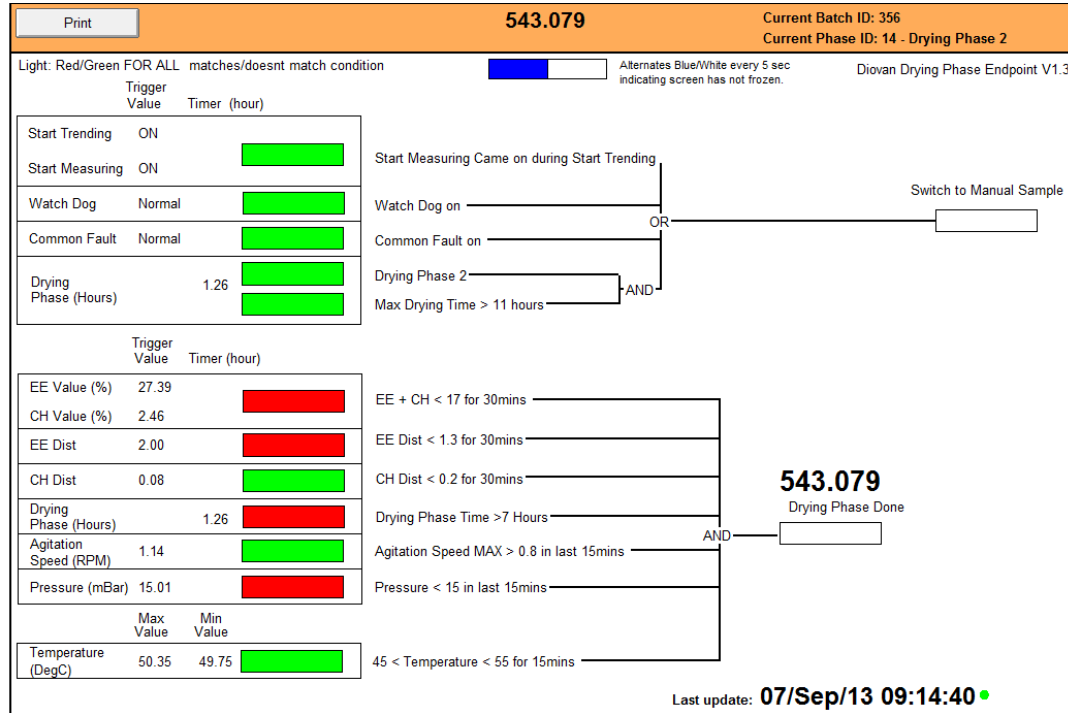 Print
543.079
Current Batch ID: 356
Current Phase ID: 14 - Drying Phase 2
Light: Red/Green FOR ALL matches/doesnt match condition
Alternates Blue/White every 5 sec
indicating screen has not frozen.
Diovan Drying Phase Endpoint V1.3
Trigger
Value Timer (hour)
Start Trending ON
Start Measuring ON
Start Measuring Came on during Start Trending
Watch Dog Normal
Watch Dog on
Switch to Manual Sample
OR
Common Fault Normal
Common Fault on
Drying
Phase (Hours) 1.26
Drying Phase 2
AND
Max Drying Time > 11 hours
Trigger
Value Timer (hour)
EE Value (%) 27.39
CH Value (%) 2.46
EE + CH < 17 for 30mins
EE Dist 2.00
EE Dist < 1.3 for 30mins
CH Dist 0.08
CH Dist < 0.2 for 30mins
543.079
Drying Phase Done
Drying
Phase (Hours) 1.26
Drying Phase Time >7 Hours
AND
Agitation
Speed (RPM) 1.14
Agitation Speed MAX > 0.8 in last 15mins
Pressure (mBar) 15.01
Pressure < 15 in last 15mins
Max
Value
Min
Value
Temperature
(DegC) 50.35 49.75
45 < Temperature < 55 for 15mins
Last update: 07/Sep/13 09:14:40